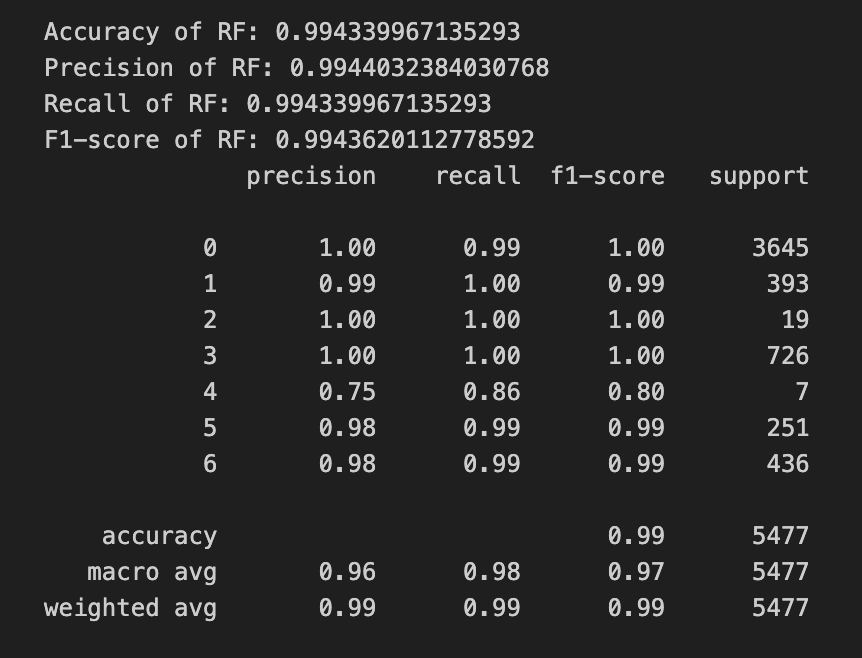 Accuracy of RF: 0.994339967135293
Precision of RF: 0.9944032384030768
Recall of RF: 0.994339967135293
F1-score of RF: 0.9943620112778592
precision recall f1-score support
0 1.00 0.99 1.00 3645
1 0.99 1.00 0.99 393
2 1.00 1.00 1.00 19
3 1.00 1.00 1.00 726
4 0.75 0.86 0.80 7
5 0.98 0.99 0.99 251
6 0.98 0.99 0.99 436
accuracy 0.99 5477
macro avg 0.96 0.98 0.97 5477
weighted avg 0.99 0.99 0.99 5477